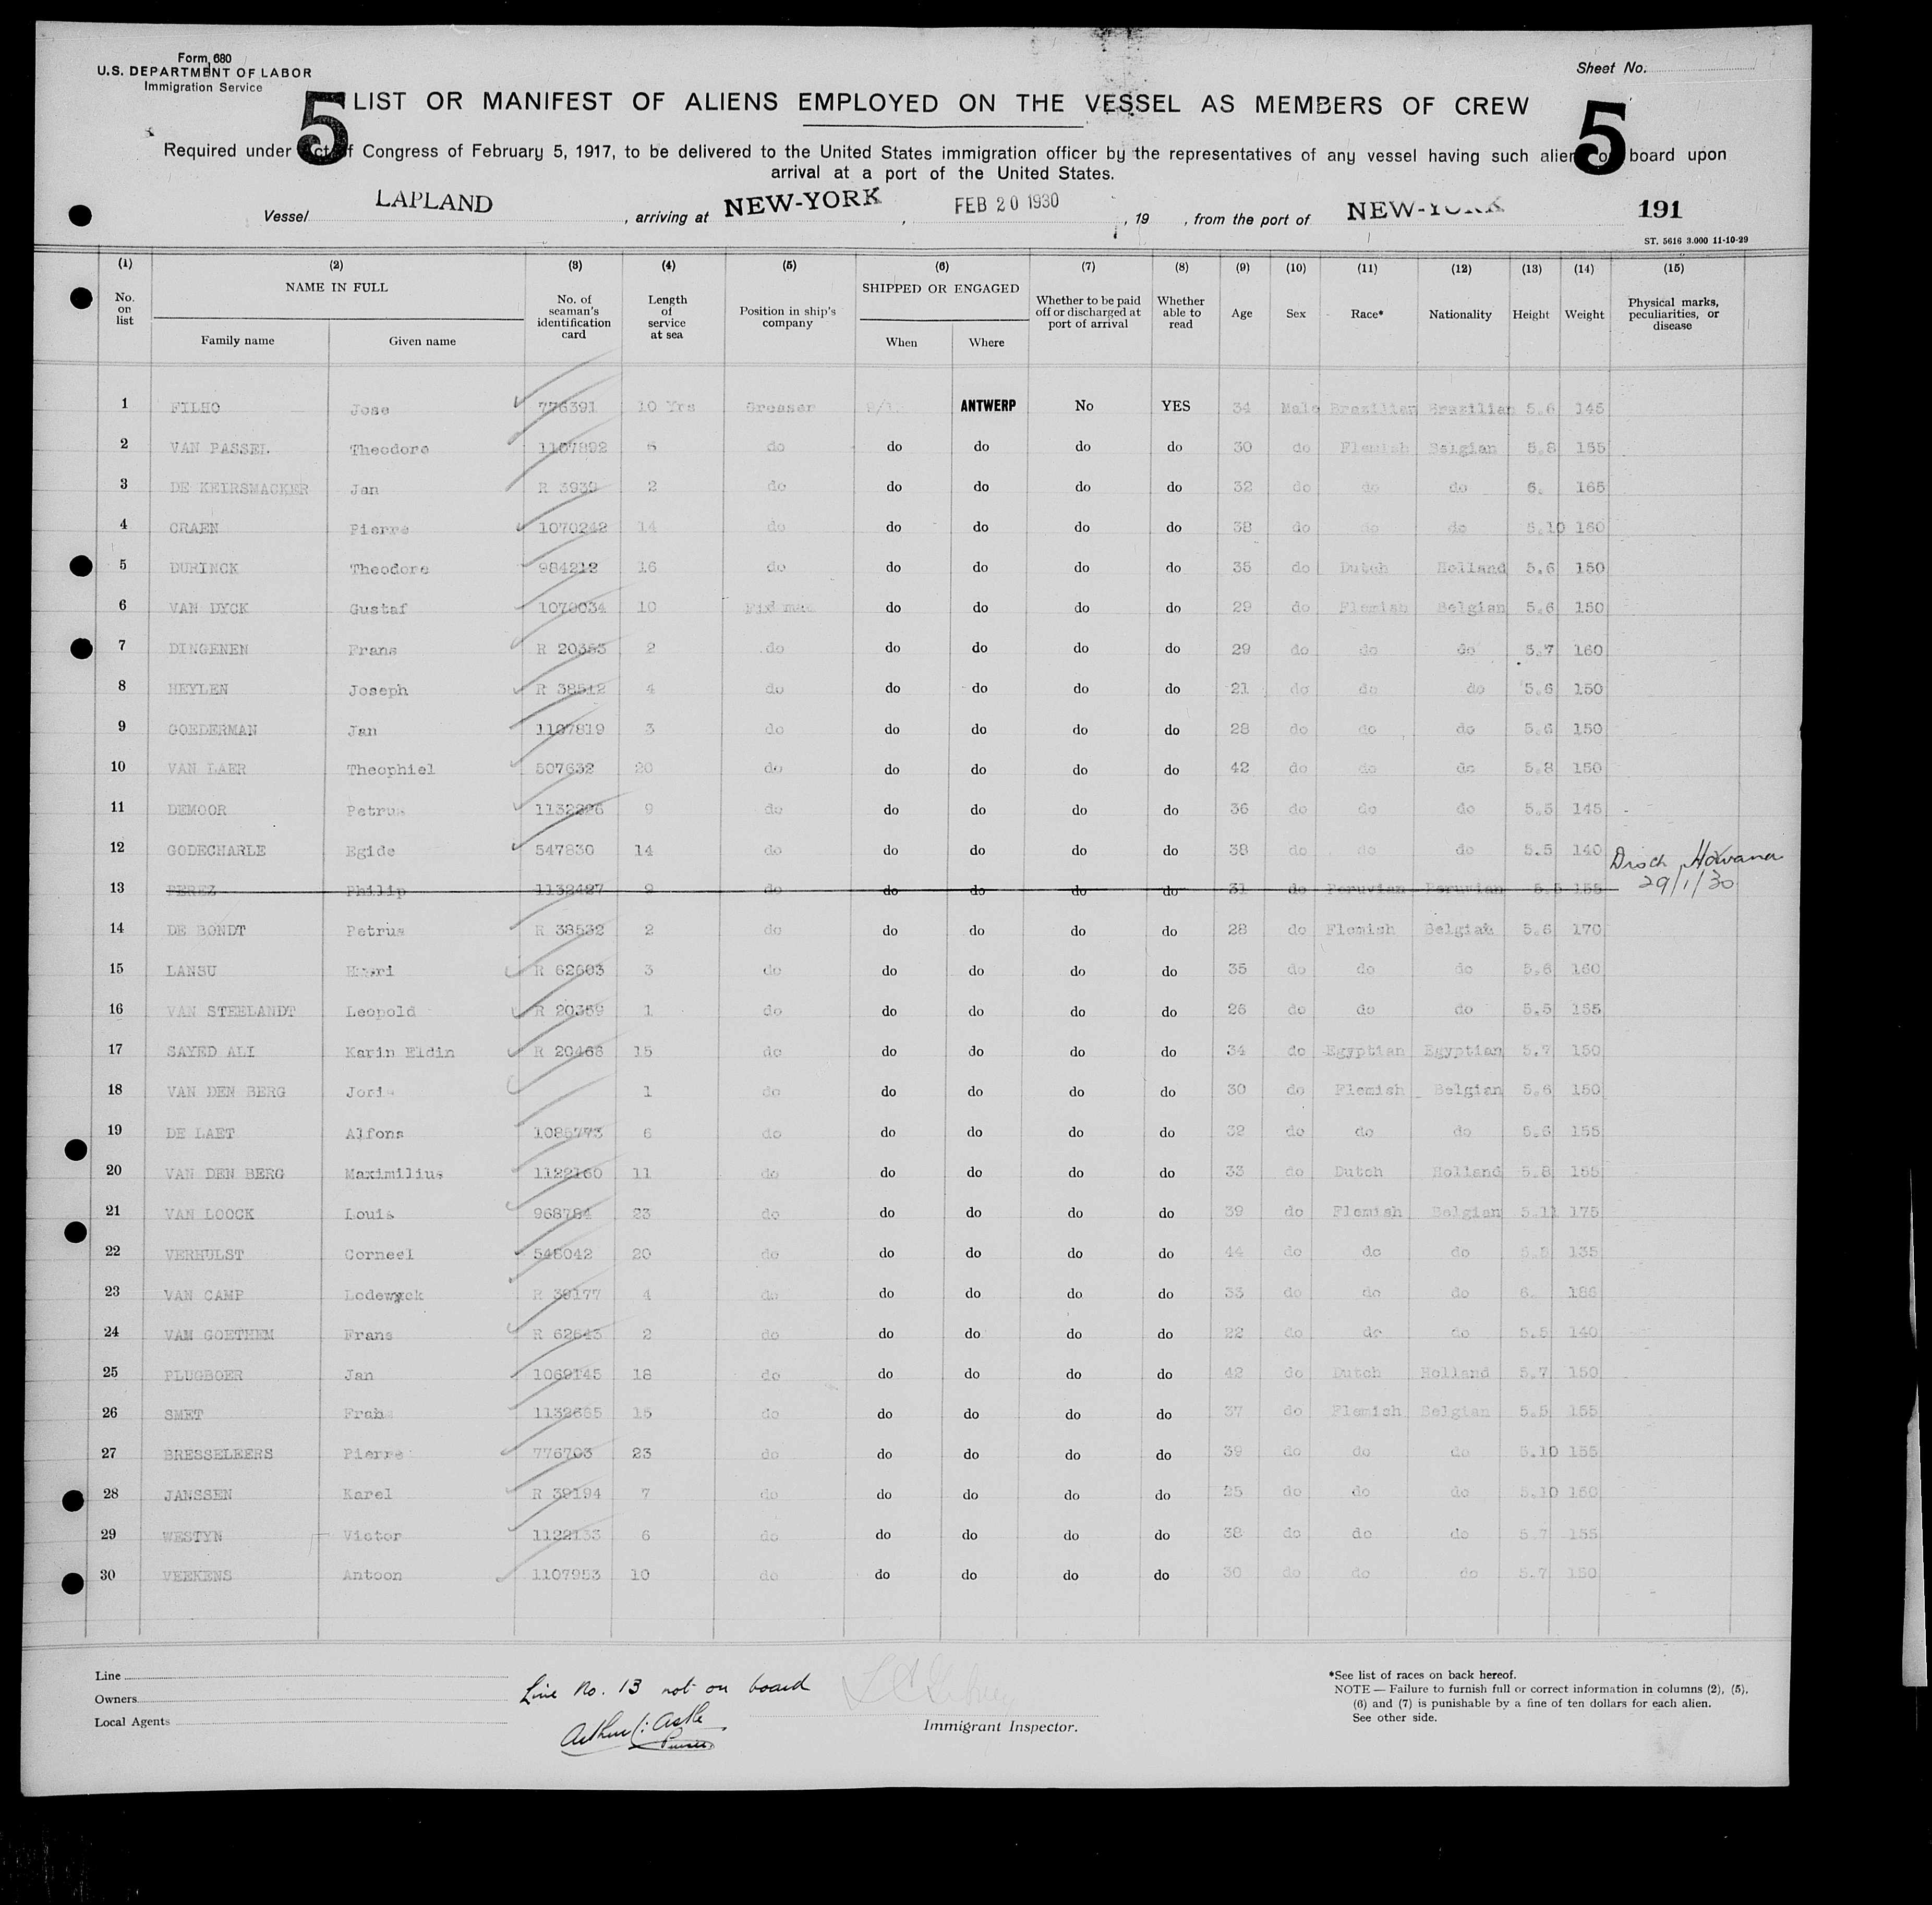 Form 680
U.S. DEPARTMENT OF LABOR
Immigration Service
Sheet No.
5 LIST OR MANIFEST OF ALIENS EMPLOYED ON THE VESSEL AS MEMBERS OF CREW 5
Required under Act of Congress of February 5, 1917, to be delivered to the United States immigration officer by the representatives of any vessel having such aliens on board upon
arrival at a port of the United States.
Vessel LAPLAND, arriving at NEW-YORK, FEB 20 1930, 19 , from the port of NEW-YORK 191
ST. 5616 3.000 11-10-29
(1) (2) (3) (4) (5) (6) (7) (8) (9) (10) (11) (12) (13) (14) (15)
No. on list NAME IN FULL Family name Given name No. of seaman's identification card Length of service at sea Position in ship's company SHIPPED OR ENGAGED When Where Whether to be paid off or discharged at port of arrival Whether able to read Age Sex Race* Nationality Height Weight Physical marks, peculiarities, or disease
1 FILHO Jose 776391 10 Yrs Greaser ANTWERP No YES 34 Male Brazilian Brazilian 5.6 145
2 VAN PASSEL Theodore 1107892 6 do do do do do 30 do Flemish Belgian 5.8 155
3 DE KEIRSMACKER Jan R 3939 2 do do do do do 32 do do do 6. 165
4 CRAEN Pierre 1070242 14 do do do do do 38 do do do 5.10 160
5 DURINCK Theodore 984212 16 do do do do do 35 do Dutch Holland 5.6 150
6 VAN DYCK Gustaf 1070034 10 do do do do 29 do Flemish Belgian 5.6 150
7 DINGENEN Frans R 20353 2 do do do do do 29 do do do 5.7 160
8 HEYLEN Joseph R 38512 4 do do do do do 21 do do do 5.6 150
9 GOEDERMAN Jan 1107819 3 do do do do do 28 do do do 5.6 150
10 VAN LAER Theophiel 507632 20 do do do do do 42 do do do 5.8 150
11 DEMOOR Petrus 1132226 9 do do do do do 36 do do do 5.5 145
12 GODECHARLE Egide 547830 14 do do do do do 38 do do do 5.5 140
13 PEREZ Philip 1132427 9 do do do do do 31 do Peruvian Peruvian 5.5 155 Disch Havana
29/1/30
14 DE BONDT Petrus R 38532 2 do do do do do 28 do Flemish Belgian 5.6 170
15 LANSU Henri R 62603 3 do do do do do 35 do do do 5.6 160
16 VAN STEELANDT Leopold R 20359 1 do do do do do 26 do do do 5.5 155
17 SAYED ALI Karin Eldin R 20466 15 do do do do do 34 do Egyptian Egyptian 5.7 150
18 VAN DEN BERG Joris 1 do do do do do 30 do Flemish Belgian 5.6 150
19 DE LAET Alfons 1085773 6 do do do do do 32 do do do 5.6 155
20 VAN DEN BERG Maximilius 1122160 11 do do do do do 33 do Dutch Holland 5.8 155
21 VAN LOOCK Louis 968784 23 do do do do do 39 do Flemish Belgian 5.11 175
22 VERHULST Corneel 548042 20 do do do do do 44 do do do 5.5 135
23 VAN CAMP Lodewyck R 39177 4 do do do do do 33 do do do 6. 186
24 VAM GOETHEM Frans R 62643 2 do do do do do 22 do do do 5.5 140
25 PLUGBOER Jan 1069145 18 do do do do do 42 do Dutch Holland 5.7 150
26 SMET Frans 1132685 15 do do do do do 37 do Flemish Belgian 5.5 155
27 BRESSELEERS Pierre 776703 23 do do do do do 39 do do do 5.10 155
28 JANSSEN Karel R 39194 7 do do do do do 25 do do do 5.10 160
29 WESTYN Victor 1122133 6 do do do do do 38 do do do 5.7 155
30 VEEKENS Antoon 1107953 10 do do do do do 30 do do do 5.7 150
Line
Owners
Local Agents
Line No. 13 not on board
Arthur C. Astle
Purser
Immigrant Inspector.
*See list of races on back hereof.
NOTE — Failure to furnish full or correct information in columns (2), (5),
(6) and (7) is punishable by a fine of ten dollars for each alien.
See other side.